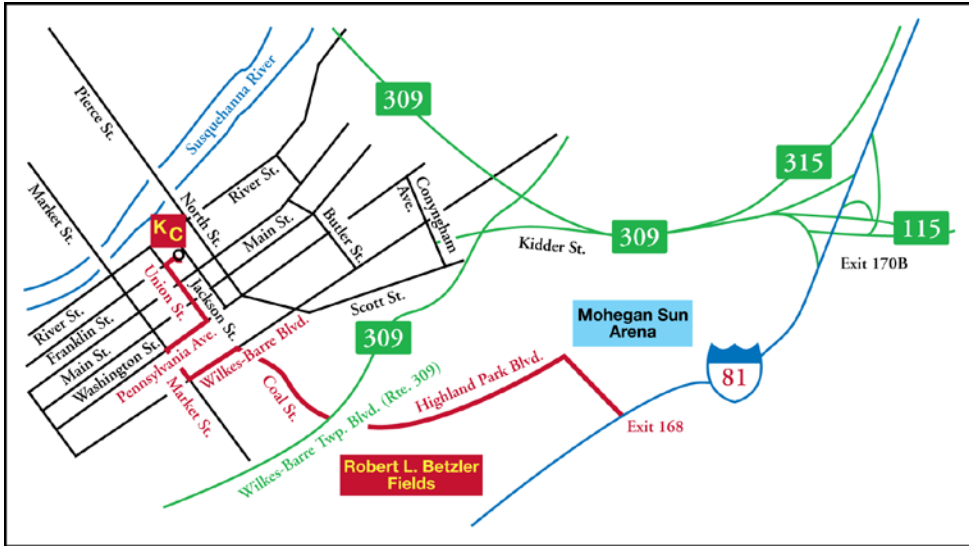 309
Susquehanna River
Pierce St.
315
Market St.
River St.
North St.
Conyngham
Ave.
K
C
Main St.
Butler St.
Kidder St.
309
115
Exit 170B
Union St.
Jackson St.
Scott St.
River St.
Franklin St.
Main St.
Washington St.
Pennsylvania Ave.
Wilkes-Barre Blvd.
309
Mohegan Sun
Arena
Market St.
Coal St.
Highland Park Blvd.
81
Wilkes-Barre Twp. Blvd. (Rte. 309)
Exit 168
Robert L. Betzler
Fields